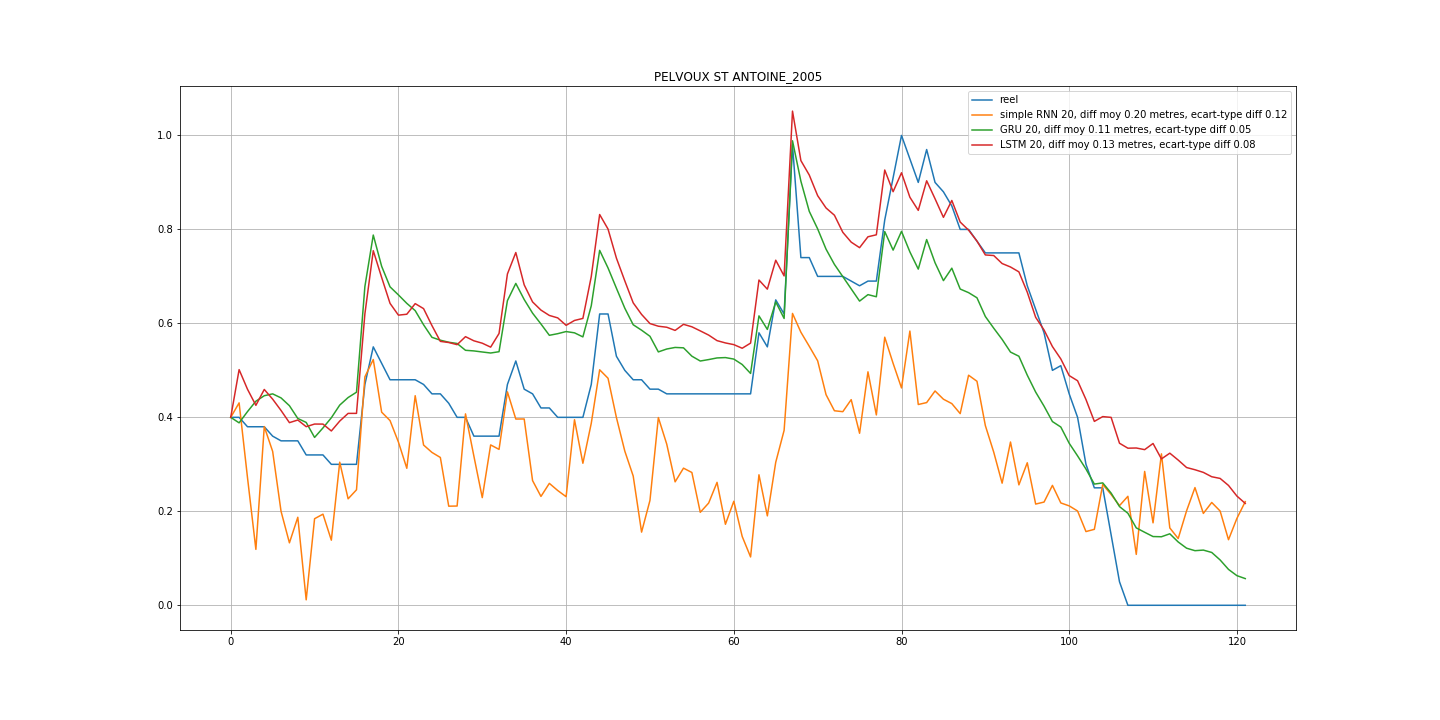 PELVOUX ST ANTOINE_2005
reel
simple RNN 20, diff moy 0.20 metres, ecart-type diff 0.12
GRU 20, diff moy 0.11 metres, ecart-type diff 0.05
LSTM 20, diff moy 0.13 metres, ecart-type diff 0.08
1.0
0.8
0.6
0.4
0.2
0.0
0 20 40 60 80 100 120